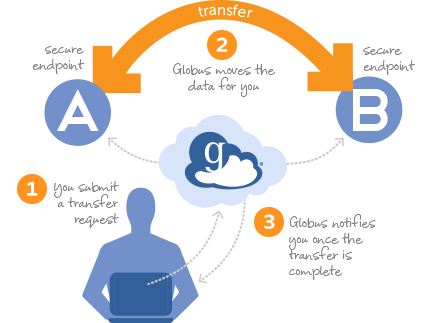 transfer
secure
endpoint
2
secure
endpoint
Globus moves the
data for you
A
B
g
1
you submit
a transfer
request
3
Globus notifies
you once the
transfer is
complete